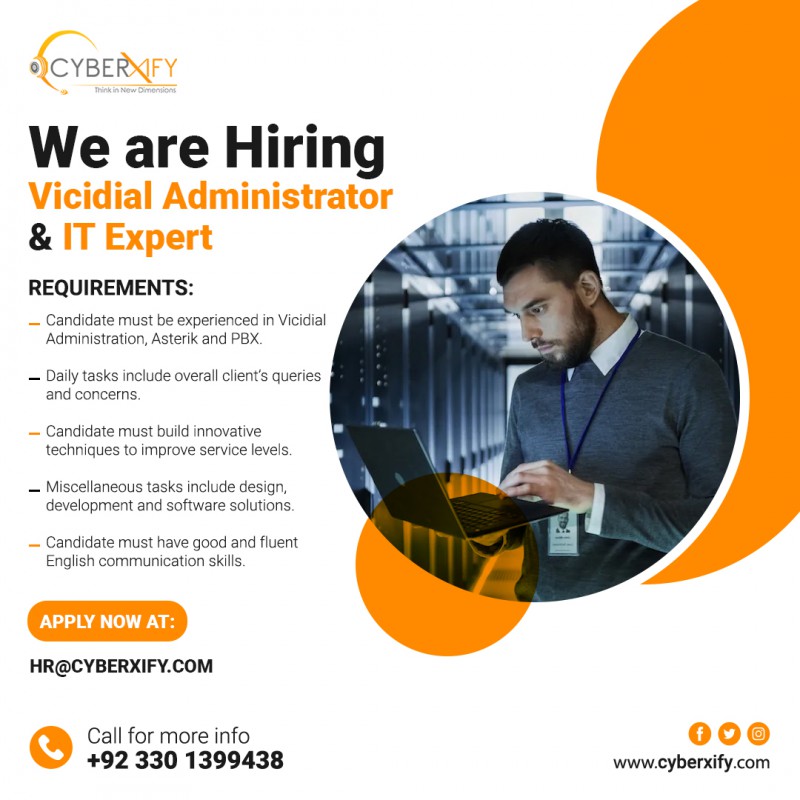 CYBERXIFY
Think in New Dimensions
We are Hiring
Vicidial Administrator
& IT Expert
REQUIREMENTS:
Candidate must be experienced in Vicidial
Administration, Asterik and PBX.
Daily tasks include overall client's queries
and concerns.
Candidate must build innovative
techniques to improve service levels.
Miscellaneous tasks include design,
development and software solutions.
Candidate must have good and fluent
English communication skills.
APPLY NOW AT:
HR@CYBERXIFY.COM
Call for more info
+92 330 1399438
www.cyberxify.com